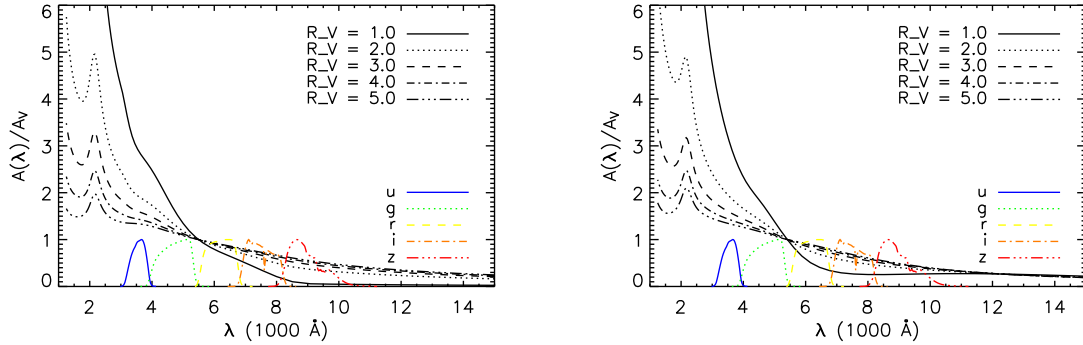 6
5
4
3
2
1
0
A(λ)/Aᵥ
R_V = 1.0
R_V = 2.0
R_V = 3.0
R_V = 4.0
R_V = 5.0
u
g
r
i
z
2 4 6 8 10 12 14
λ (1000 Å)
6
5
4
3
2
1
0
A(λ)/Aᵥ
R_V = 1.0
R_V = 2.0
R_V = 3.0
R_V = 4.0
R_V = 5.0
u
g
r
i
z
2 4 6 8 10 12 14
λ (1000 Å)